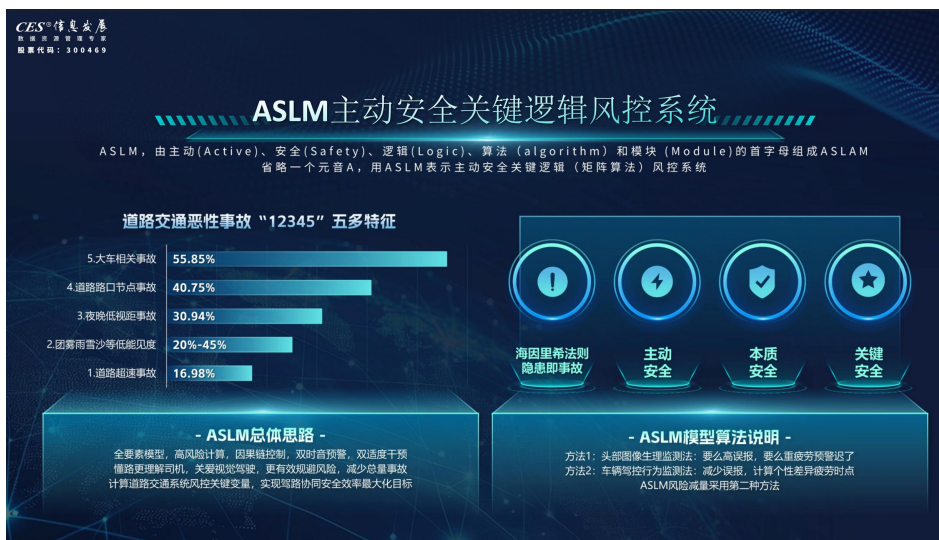 CES®信息发展
数据资源管理专家
股票代码：300469
ASLM主动安全关键逻辑风控系统
ASLM，由主动(Active)、安全(Safety)、逻辑(Logic)、算法（algorithm）和模块 (Module)的首字母组成ASLAM
省略一个元音A，用ASLM表示主动安全关键逻辑（矩阵算法）风控系统
道路交通恶性事故“12345”五多特征
5.大车相关事故 55.85%
4.道路路口节点事故 40.75%
3.夜晚低视距事故 30.94%
2.团雾雨雪沙等低能见度 20%-45%
1.道路超速事故 16.98%
海因里希法则
隐患即事故
主动
安全
本质
安全
关键
安全
- ASLM总体思路 -
全要素模型，高风险计算，因果链控制，双时音预警，双适度干预
懂路更理解司机，关爱视觉驾驶，更有效规避风险，减少总量事故
计算道路交通系统风控关键变量，实现驾路协同安全效率最大化目标
- ASLM模型算法说明 -
方法1：头部图像生理监测法：要么高误报，要么重疲劳预警迟了
方法2：车辆驾控行为监测法：减少误报，计算个性差异疲劳时点
ASLM风险减量采用第二种方法